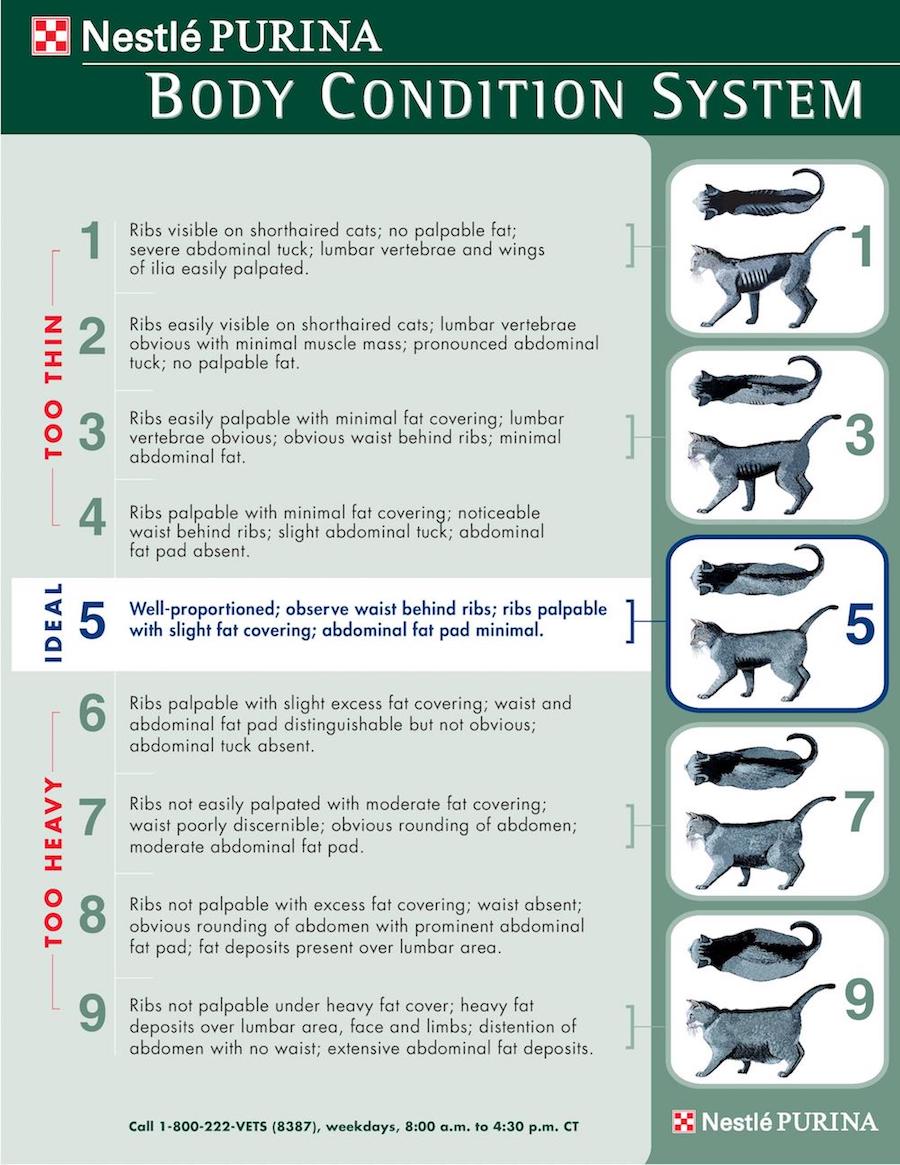 Nestlé PURINA
BODY CONDITION SYSTEM
TOO THIN
1
Ribs visible on shorthaired cats; no palpable fat;
severe abdominal tuck; lumbar vertebrae and wings
of ilia easily palpated.
2
Ribs easily visible on shorthaired cats; lumbar vertebrae
obvious with minimal muscle mass; pronounced abdominal
tuck; no palpable fat.
3
Ribs easily palpable with minimal fat covering; lumbar
vertebrae obvious; obvious waist behind ribs; minimal
abdominal fat.
4
Ribs palpable with minimal fat covering; noticeable
waist behind ribs; slight abdominal tuck; abdominal
fat pad absent.
IDEAL
5
Well-proportioned; observe waist behind ribs; ribs palpable
with slight fat covering; abdominal fat pad minimal.
TOO HEAVY
6
Ribs palpable with slight excess fat covering; waist and
abdominal fat pad distinguishable but not obvious;
abdominal tuck absent.
7
Ribs not easily palpated with moderate fat covering;
waist poorly discernible; obvious rounding of abdomen;
moderate abdominal fat pad.
8
Ribs not palpable with excess fat covering; waist absent;
obvious rounding of abdomen with prominent abdominal
fat pad; fat deposits present over lumbar area.
9
Ribs not palpable under heavy fat cover; heavy fat
deposits over lumbar area, face and limbs; distention of
abdomen with no waist; extensive abdominal fat deposits.
Call 1-800-222-VETS (8387), weekdays, 8:00 a.m. to 4:30 p.m. CT
1
3
5
7
9
Nestlé PURINA